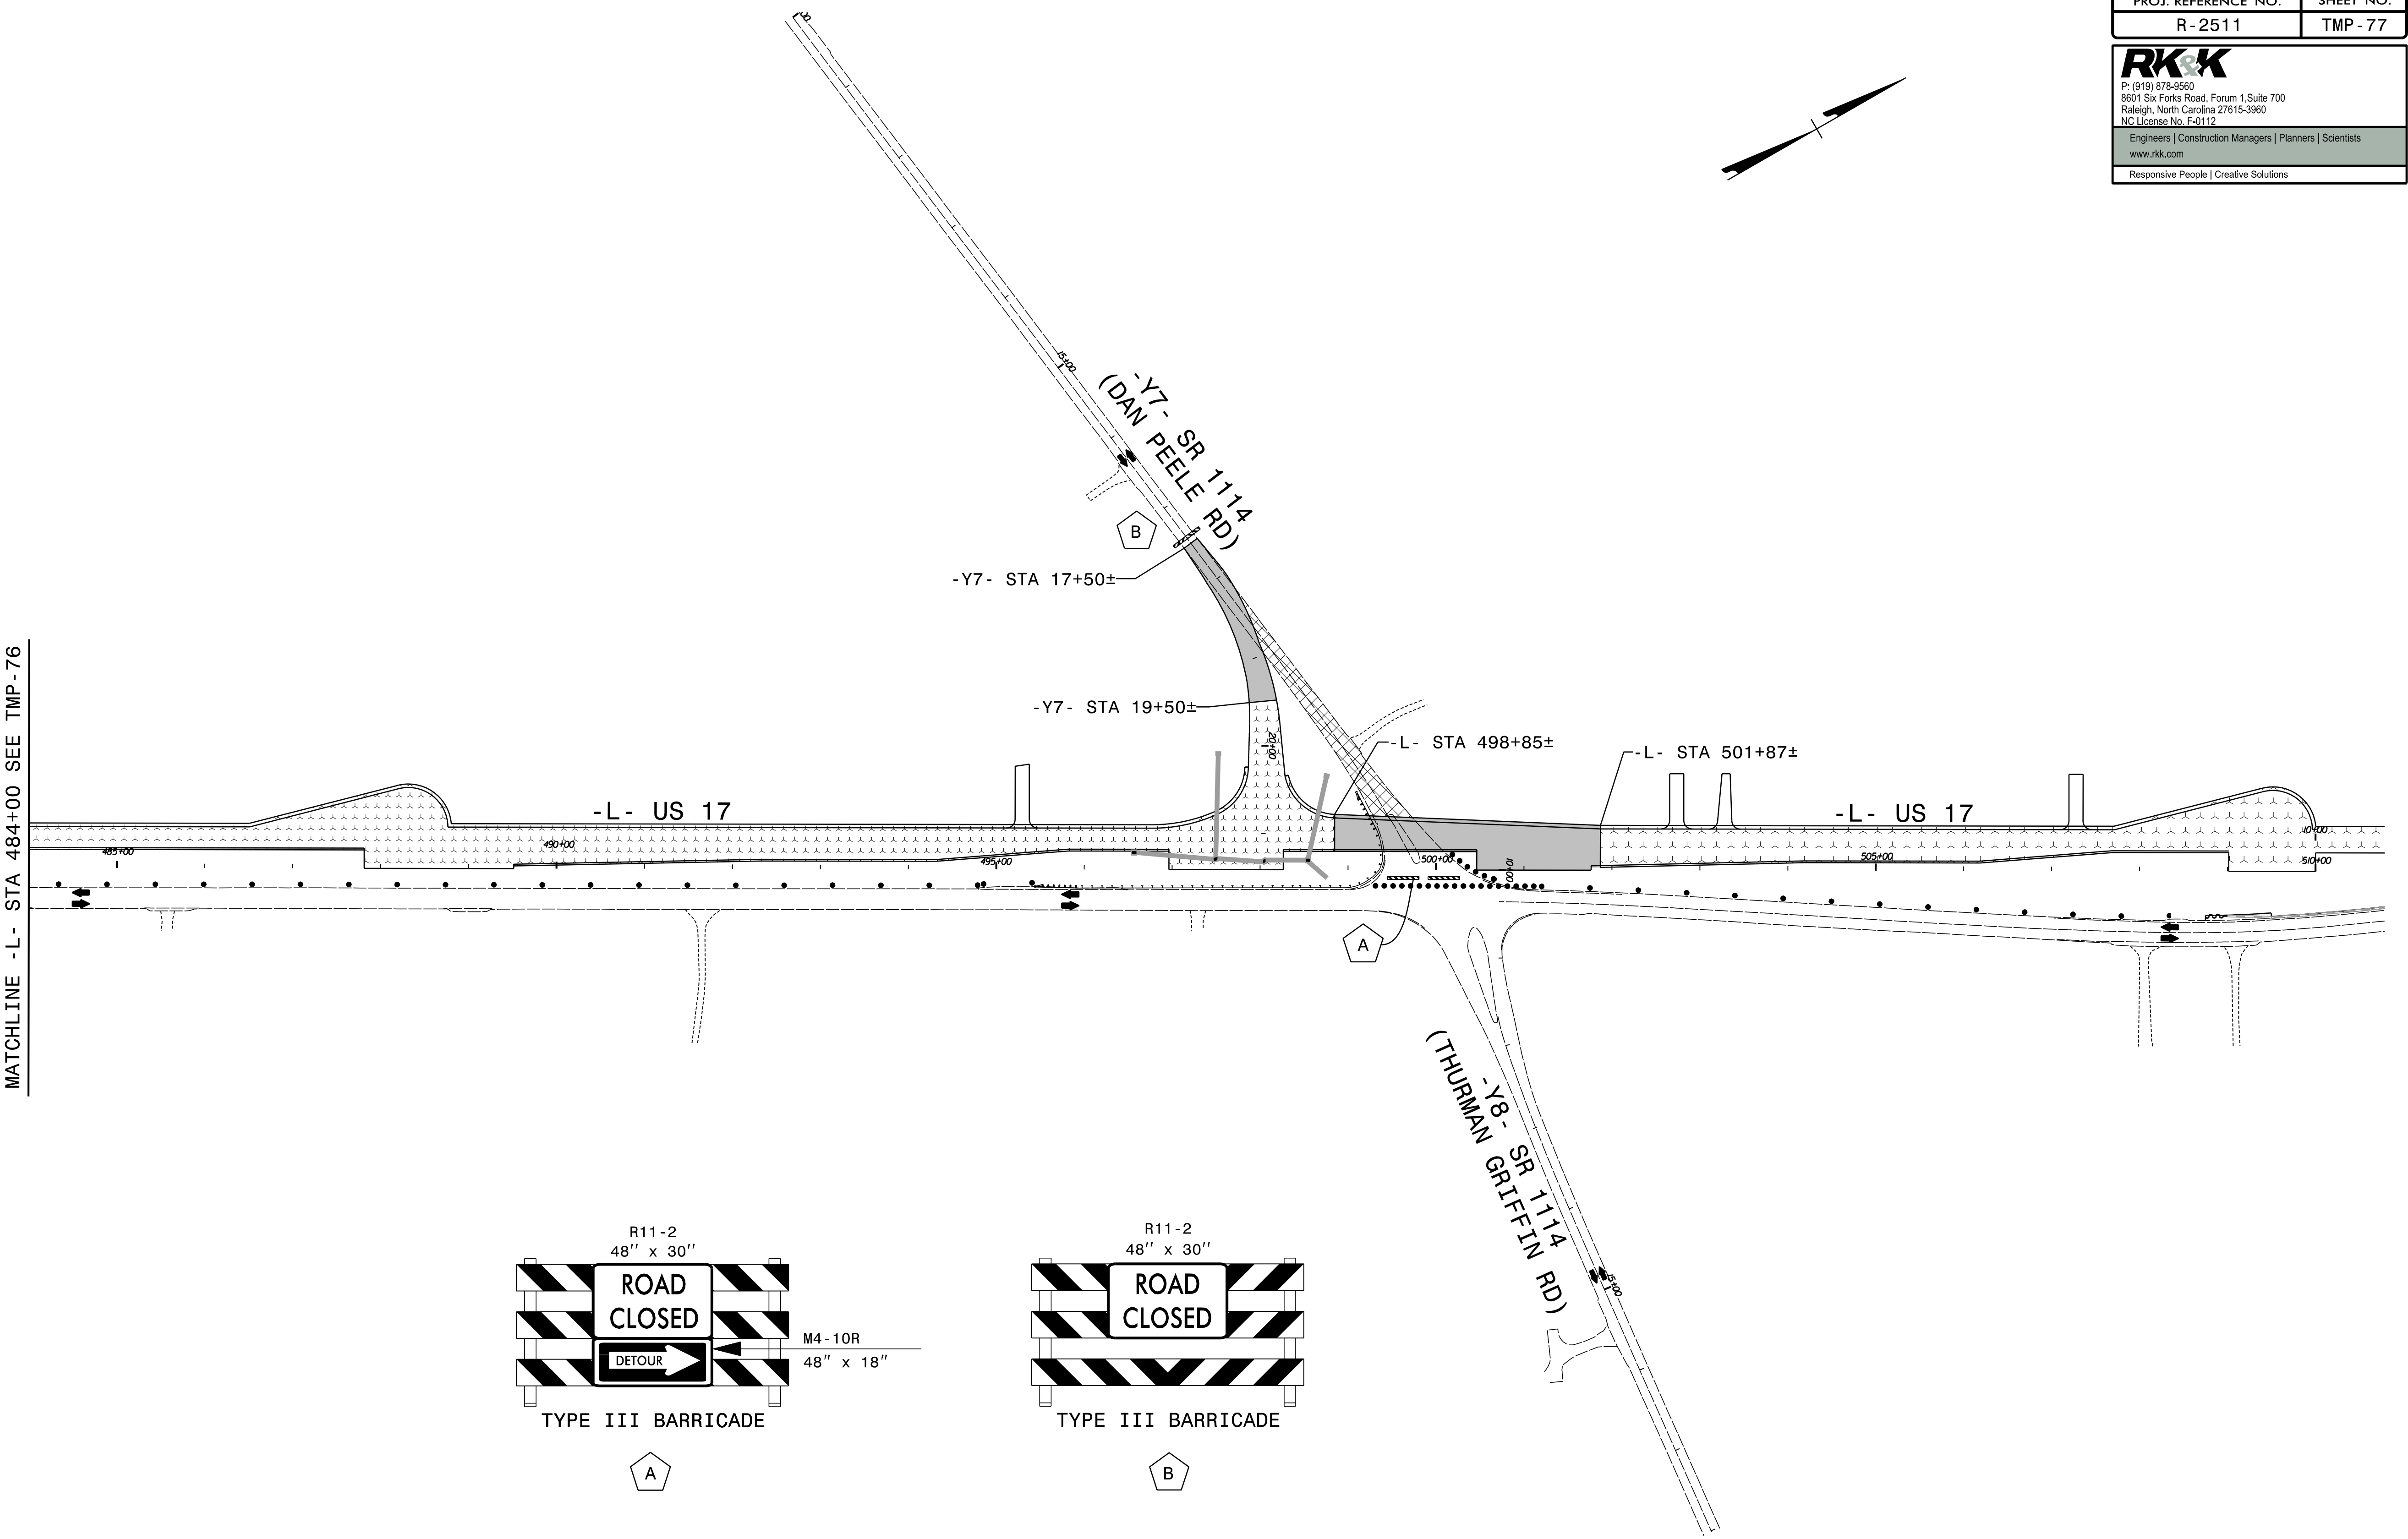 PROJ. REFERENCE NO.
SHEET NO.
R-2511
TMP-77
RK&K
P: (919) 878-9560
8601 Six Forks Road, Forum 1,Suite 700
Raleigh, North Carolina 27615-3960
NC License No. F-0112
Engineers | Construction Managers | Planners | Scientists
www.rkk.com
Responsive People | Creative Solutions
15+00
-Y7- SR 1114
(DAN PEELE RD)
B
-Y7- STA 17+50±
-Y7- STA 19+50±
20+00
-L- STA 498+85±
-L- STA 501+87±
MATCHLINE -L- STA 484+00 SEE TMP-76
-L- US 17
-L- US 17
485+00
490+00
495+00
500+00
10+00
505+00
10+00
510+00
A
-Y8- SR 1114
(THURMAN GRIFFIN RD)
15+00
R11-2
48" x 30"
ROAD
CLOSED
DETOUR
M4-10R
48" x 18"
TYPE III BARRICADE
A
R11-2
48" x 30"
ROAD
CLOSED
TYPE III BARRICADE
B